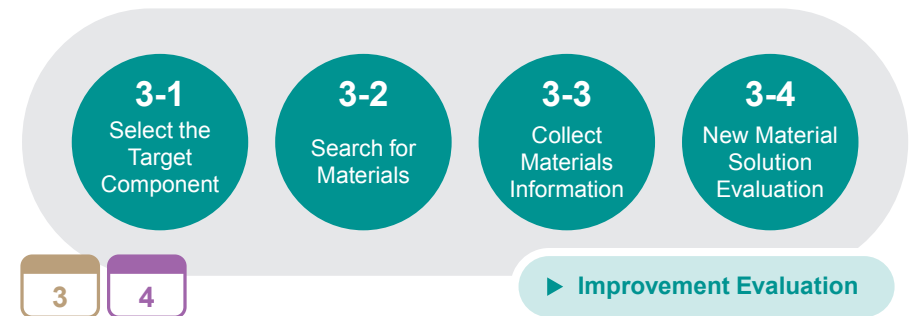 3-1
Select the
Target
Component
3-2
Search for
Materials
3-3
Collect
Materials
Information
3-4
New Material
Solution
Evaluation
3
4
Improvement Evaluation